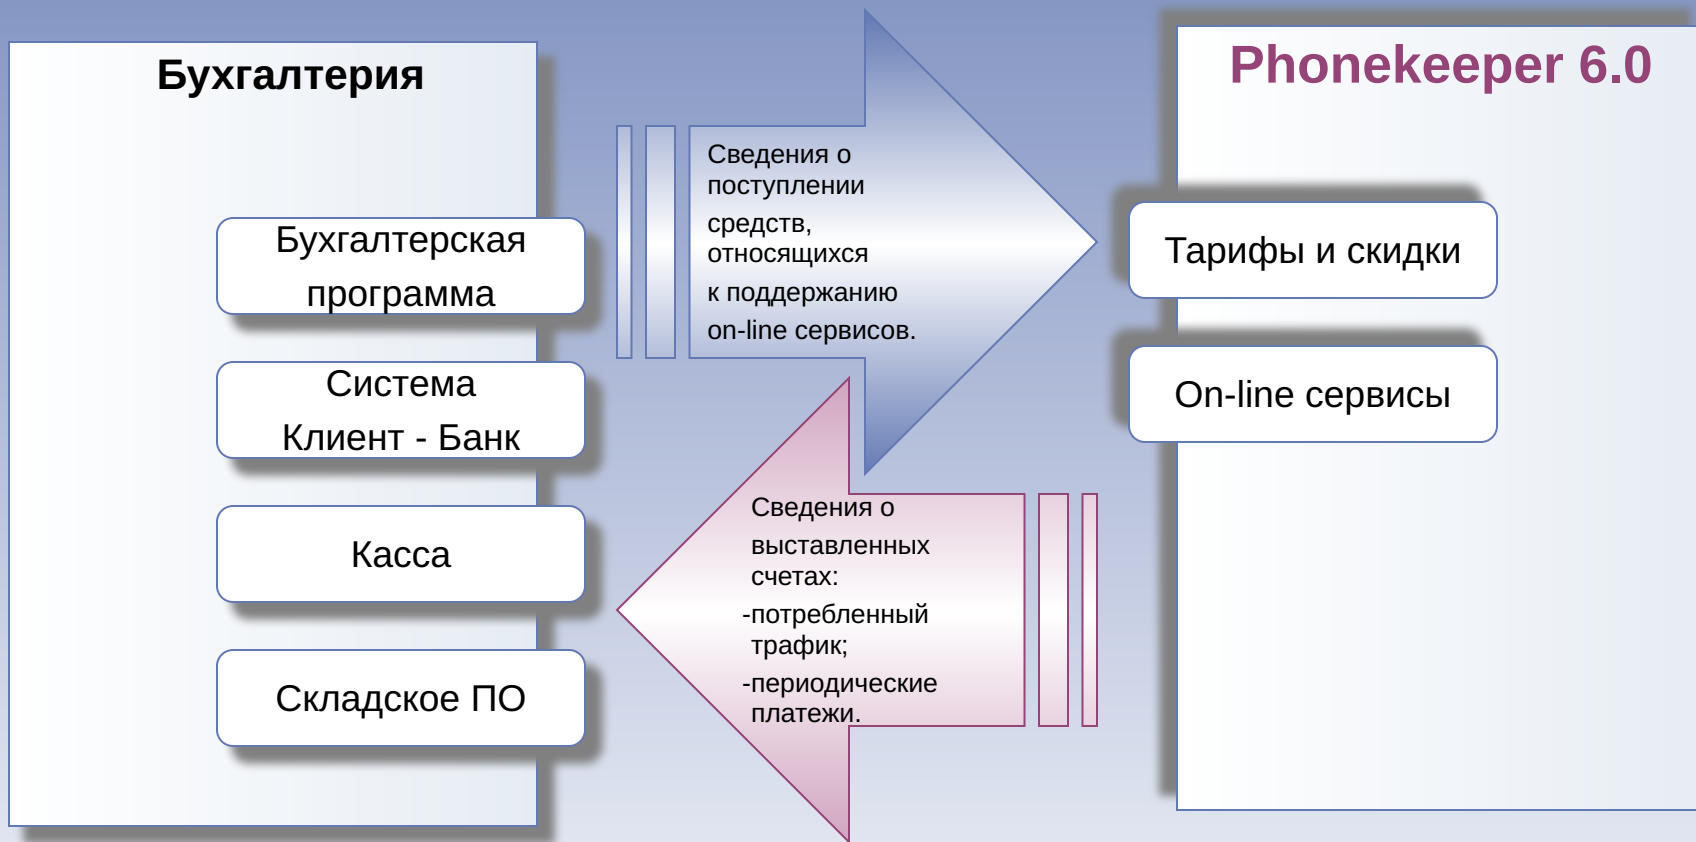 Бухгалтерия
Бухгалтерская
программа
Система
Клиент - Банк
Касса
Складское ПО
Сведения о
поступлении
средств,
относящихся
к поддержанию
on-line сервисов.
Сведения о
выставленных
счетах:
-потребленный
трафик;
-периодические
платежи.
Phonekeeper 6.0
Тарифы и скидки
On-line сервисы